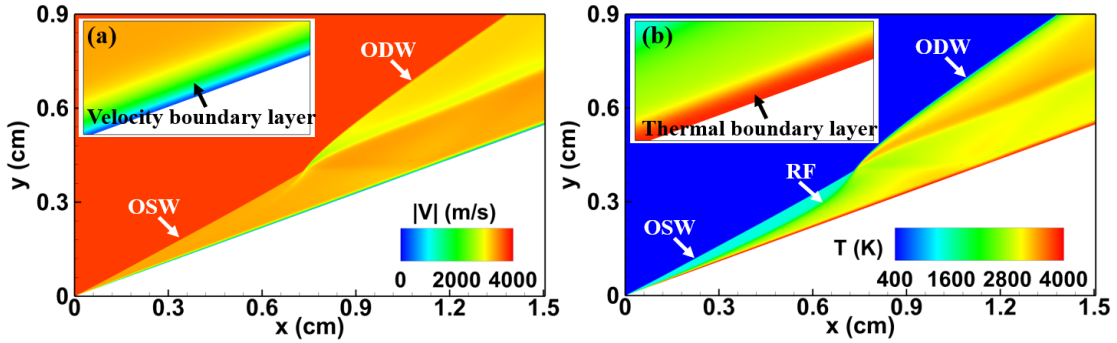 0.9
(a)
ODW
Velocity boundary layer
0.6
y (cm)
0.3
OSW
|V| (m/s)
0 2000 4000
0
0 0.3 0.6 0.9 1.2 1.5
x (cm)
0.9
(b)
ODW
Thermal boundary layer
0.6
y (cm)
RF
0.3
OSW
T (K)
400 1600 2800 4000
0
0 0.3 0.6 0.9 1.2 1.5
x (cm)